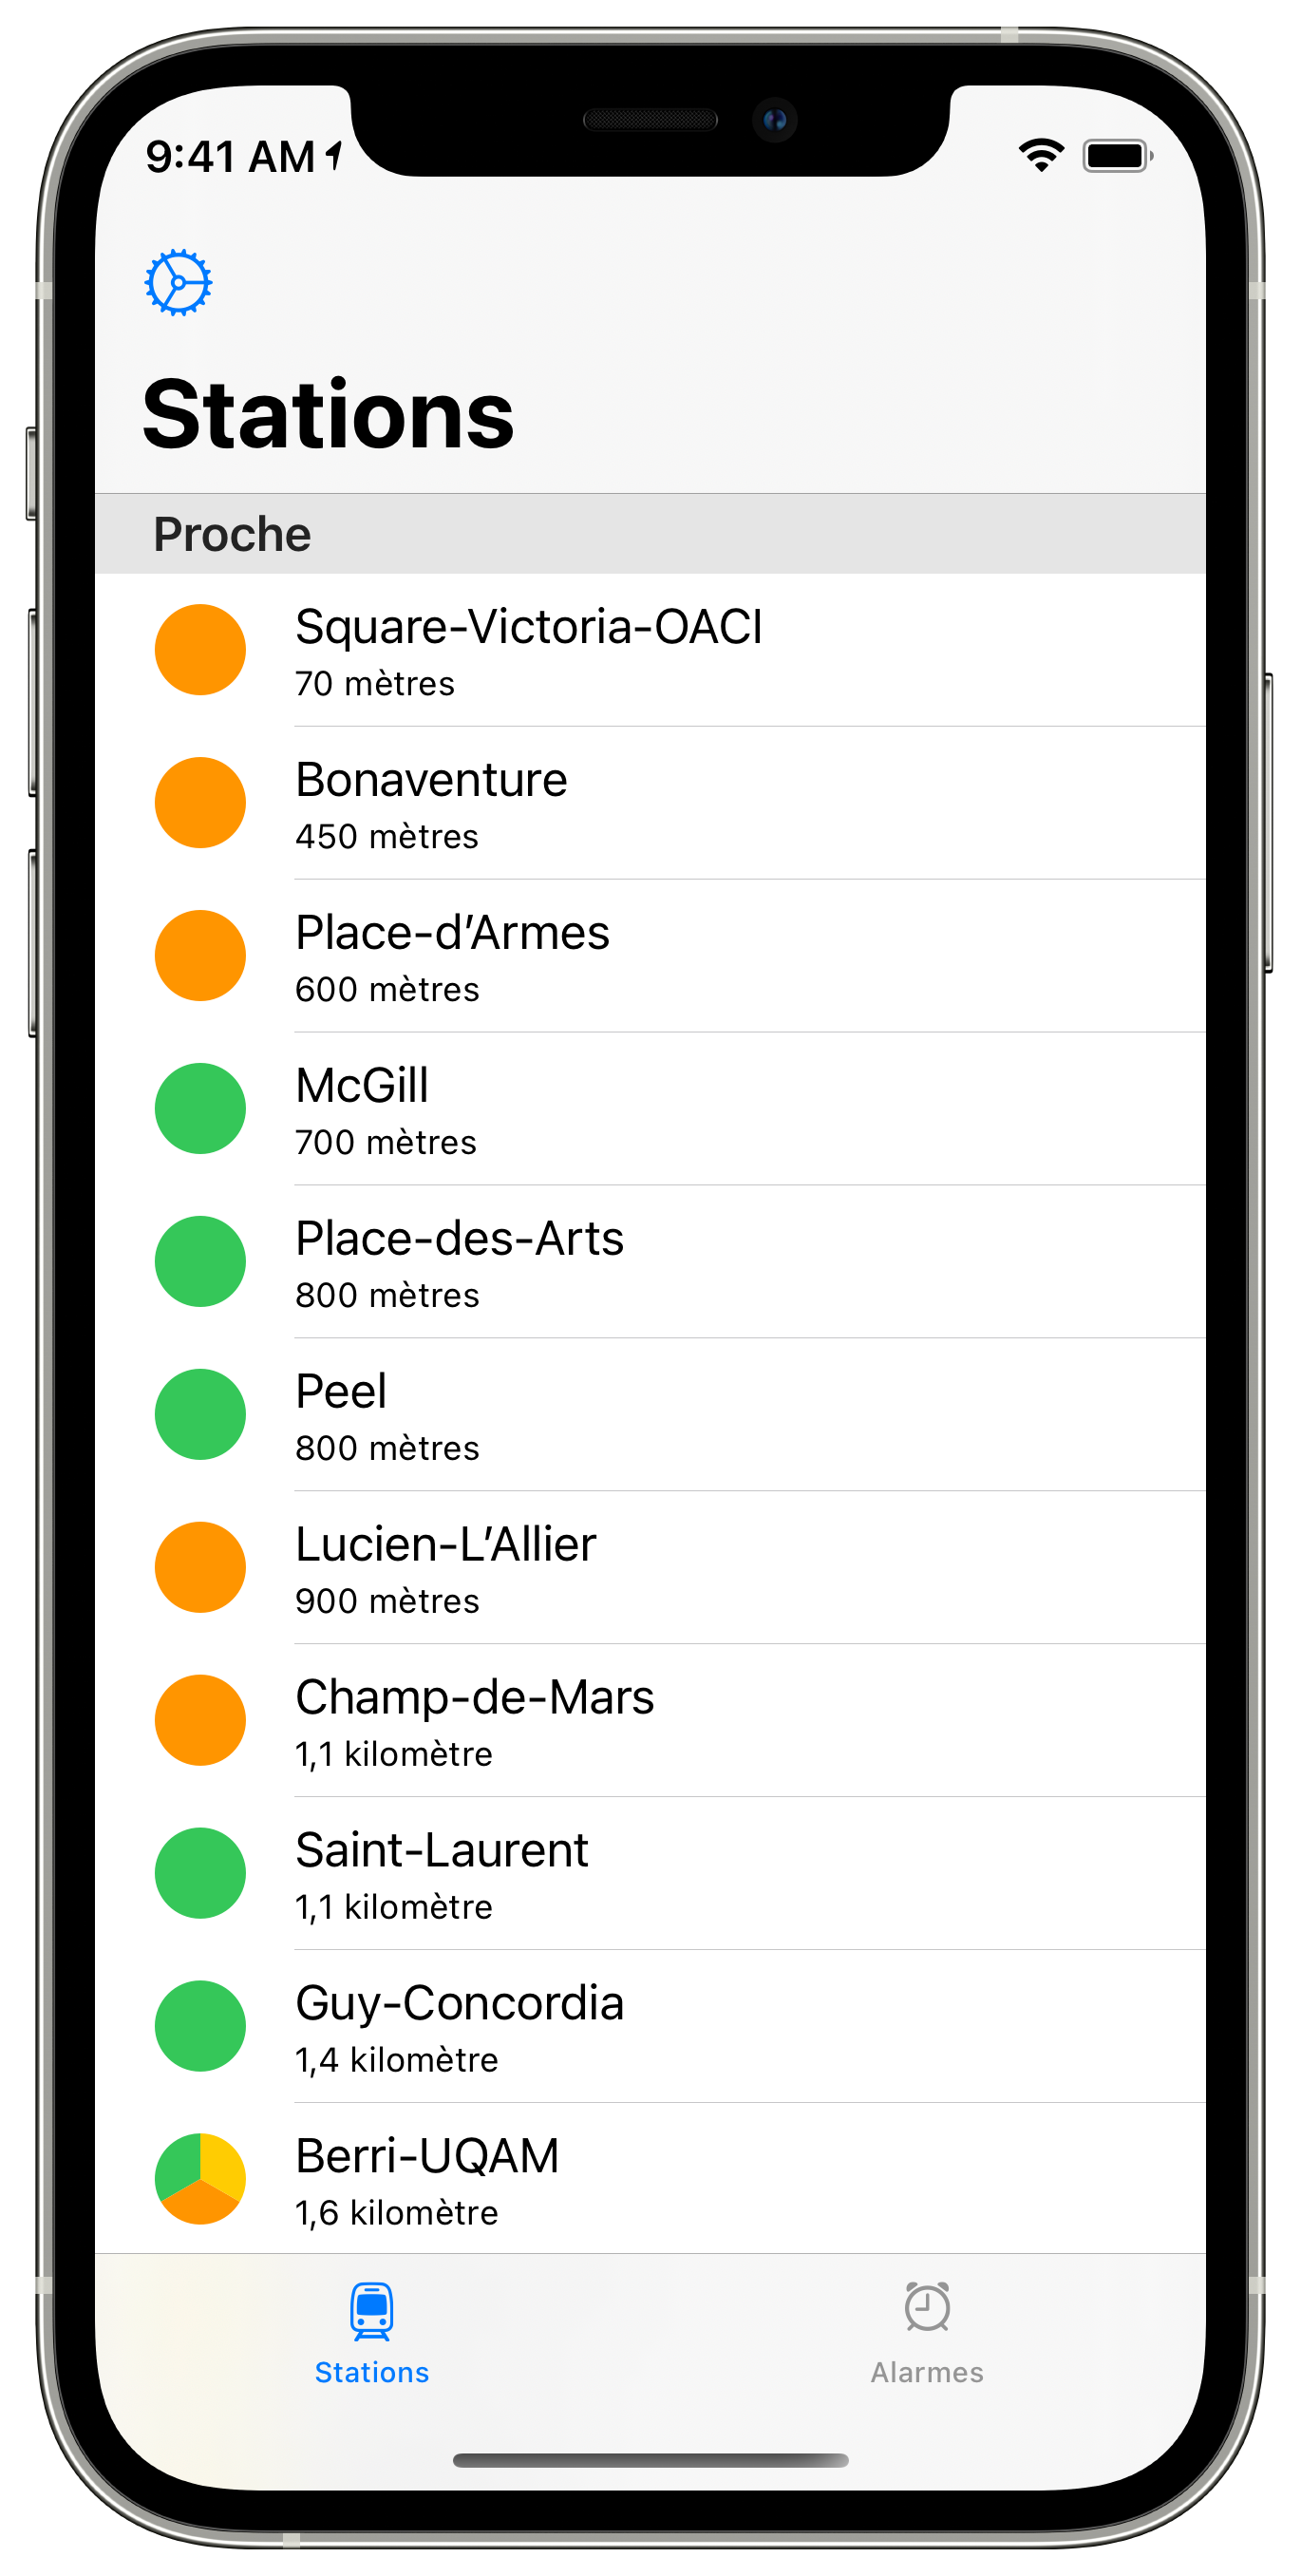 9:41 AM
Stations
Proche
Square-Victoria-OACI
70 mètres
Bonaventure
450 mètres
Place-d’Armes
600 mètres
McGill
700 mètres
Place-des-Arts
800 mètres
Peel
800 mètres
Lucien-L’Allier
900 mètres
Champ-de-Mars
1,1 kilomètre
Saint-Laurent
1,1 kilomètre
Guy-Concordia
1,4 kilomètre
Berri-UQAM
1,6 kilomètre
Stations
Alarmes